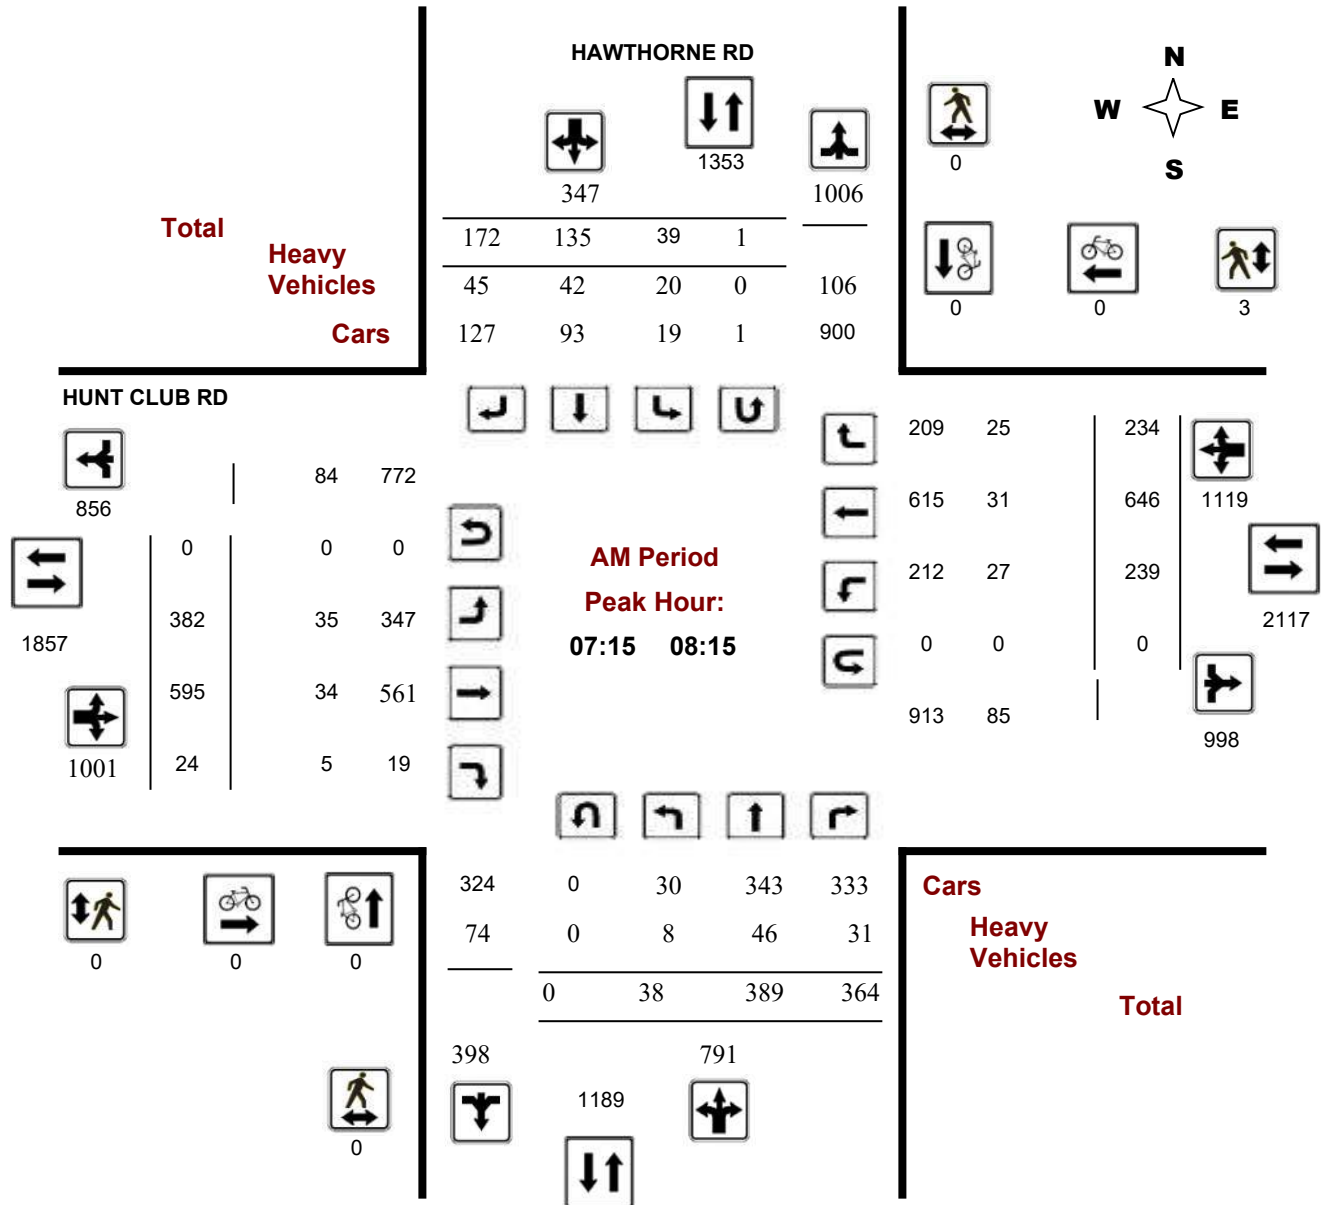 HAWTHORNE RD
N
W E
S
1353
0
347 1006
Total
172 135 39 1
Heavy
Vehicles
45 42 20 0 106
0 0 3
Cars
127 93 19 1 900
HUNT CLUB RD
209 25 234
84 772
856
615 31 646 1119
0 0 0
AM Period
212 27 239
Peak Hour:
382 35 347
2117
1857
07:15 08:15
0 0 0
595 34 561
913 85
998
1001 24 5 19
324 0 30 343 333
Cars
74 0 8 46 31
Heavy
Vehicles
0 0 0
0 38 389 364
Total
398 791
1189
0